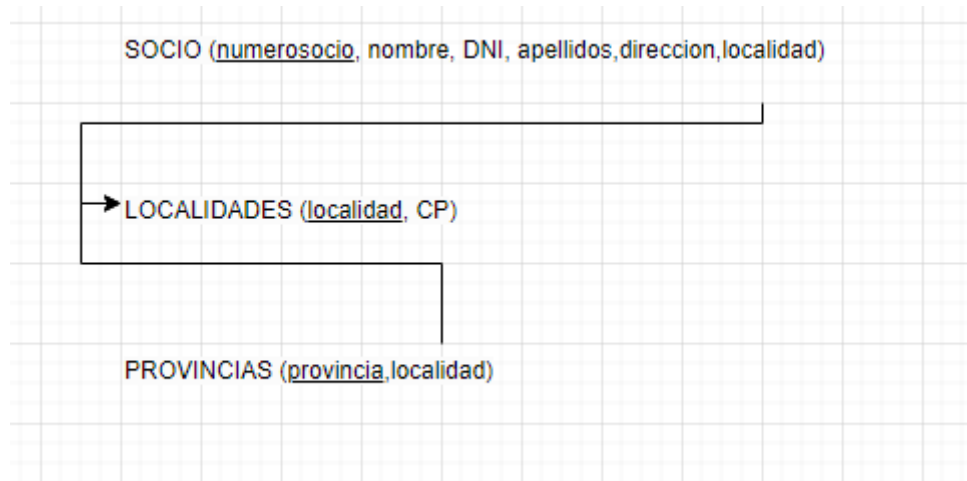 SOCIO (numerosocio, nombre, DNI, apellidos,direccion,localidad)
LOCALIDADES (localidad, CP)
PROVINCIAS (provincia,localidad)